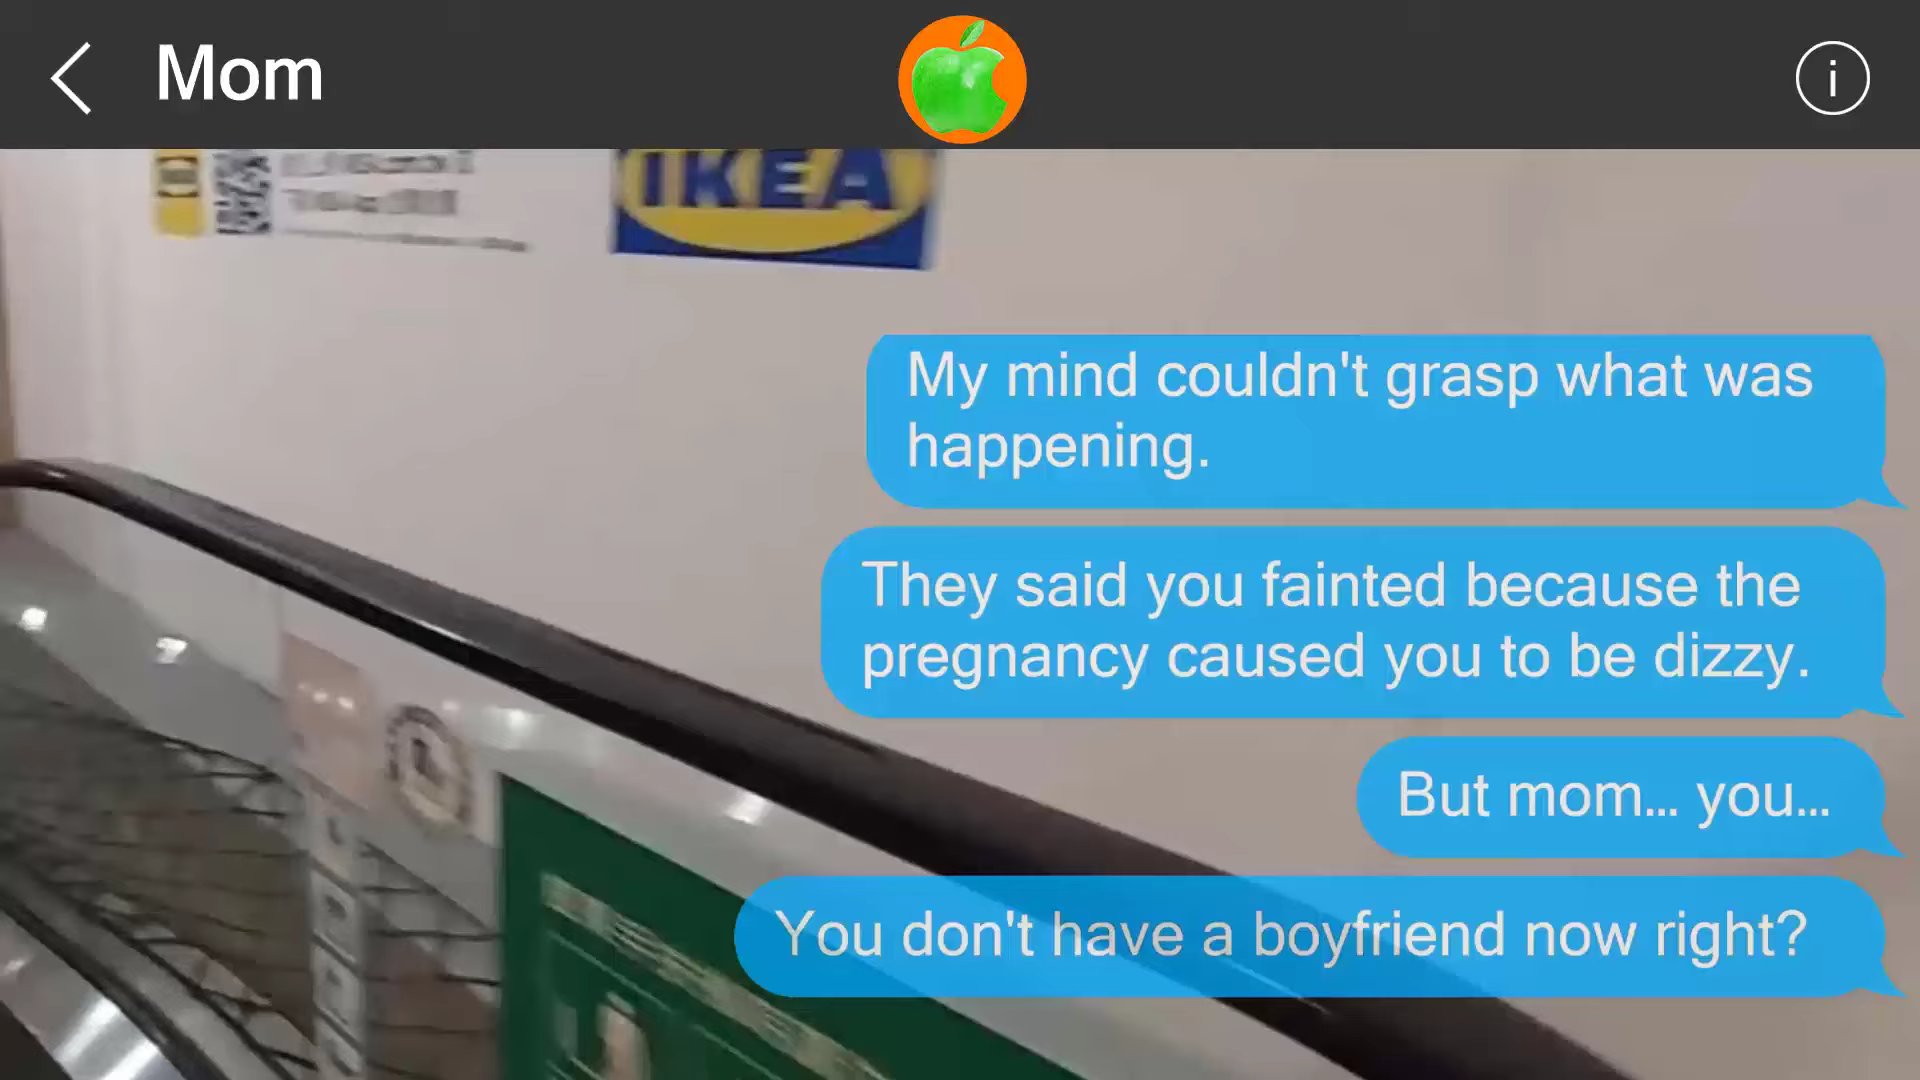 Mom
i
IKEA
My mind couldn't grasp what was
happening.
They said you fainted because the
pregnancy caused you to be dizzy.
But mom... you...
You don't have a boyfriend now right?